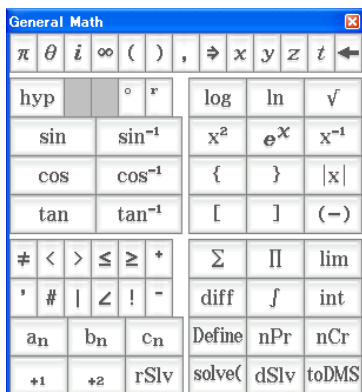 General Math
π θ i ∞ ( ) , ⇒ x y z t ←
hyp ° r
log ln √
sin sin⁻¹
x² eˣ x⁻¹
cos cos⁻¹
{ } |x|
tan tan⁻¹
[ ] (−)
≠ < > ≤ ≥
Σ Π lim
' # | ∠ !
diff ∫ int
aₙ bₙ cₙ
Define nPr nCr
+1 +2 rSlv
solve( dSlv toDMS